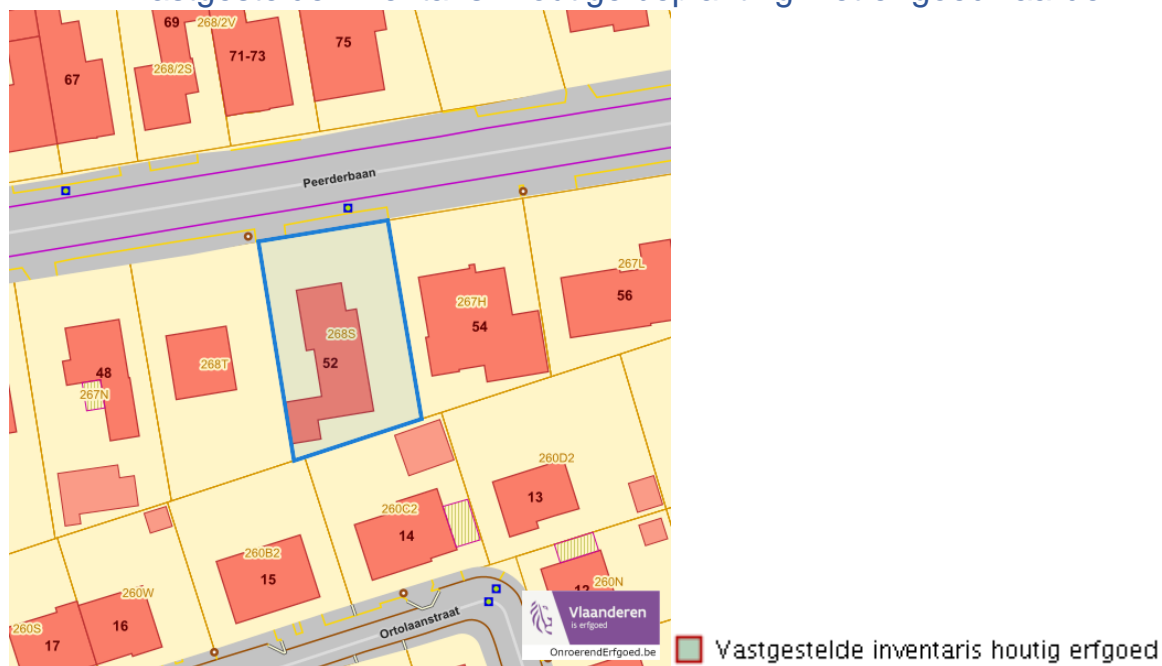 69
268/2V
71-73
75
67
268/2S
Peerderbaan
267L
267H
56
54
268S
268T
52
48
267N
260D2
13
260C2
14
260B2
15
260N
12
260W
16
260S
17
Ortolaanstraat
Vlaanderen
is erfgoed
OnroerendErfgoed.be
Vastgestelde inventaris houtig erfgoed